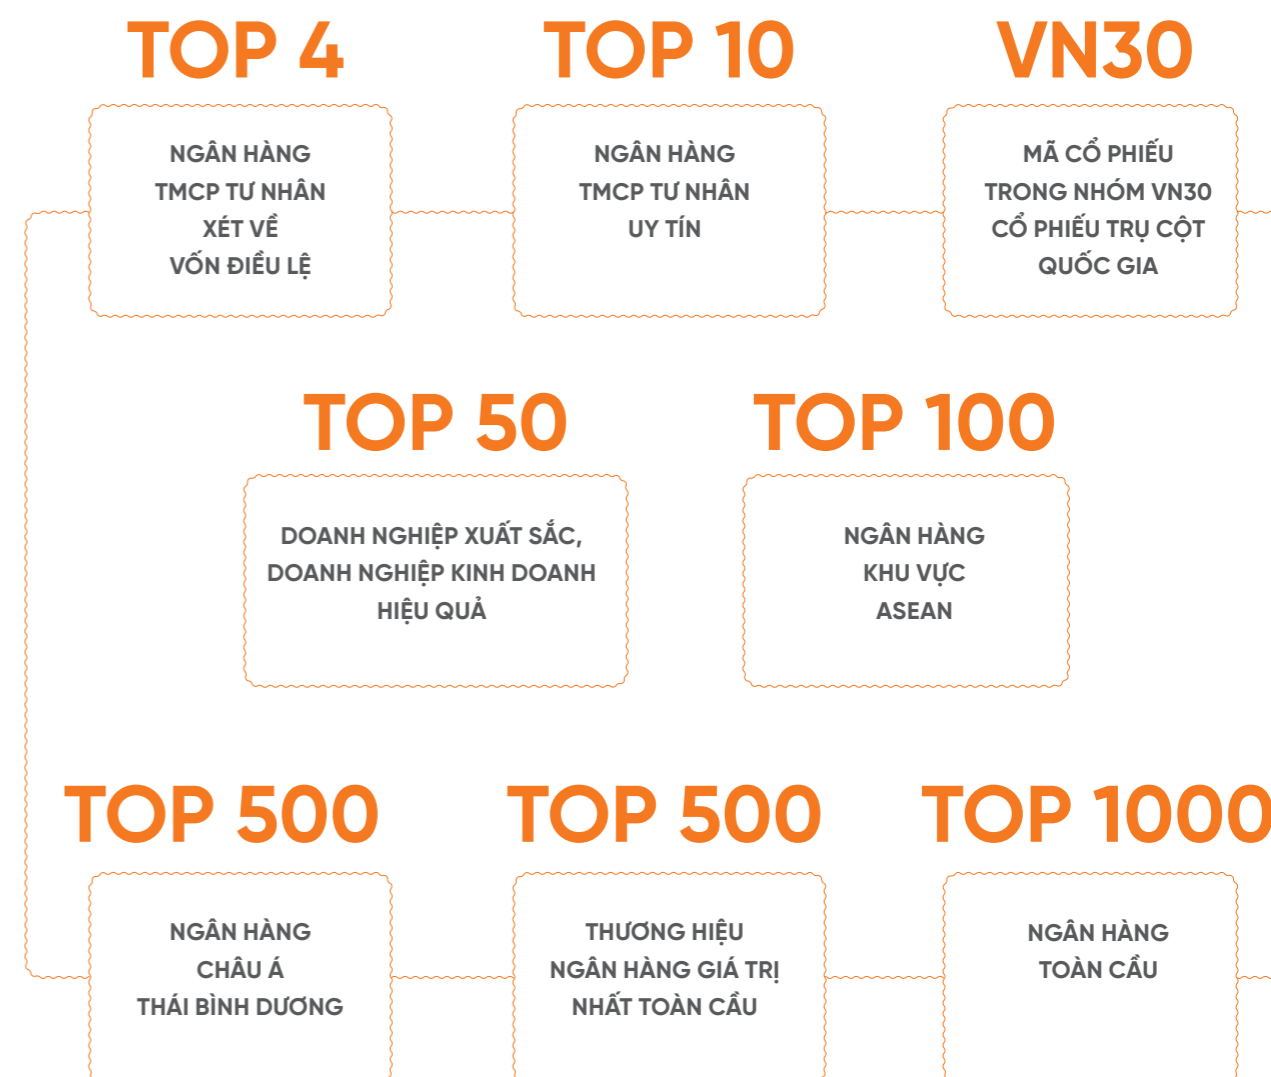 TOP 4
NGÂN HÀNG
TMCP TƯ NHÂN
XÉT VỀ
VỐN ĐIỀU LỆ
TOP 10
NGÂN HÀNG
TMCP TƯ NHÂN
UY TÍN
VN30
MÃ CỔ PHIẾU
TRONG NHÓM VN30
CỔ PHIẾU TRỤ CỘT
QUỐC GIA
TOP 50
DOANH NGHIỆP XUẤT SẮC,
DOANH NGHIỆP KINH DOANH
HIỆU QUẢ
TOP 100
NGÂN HÀNG
KHU VỰC
ASEAN
TOP 500
NGÂN HÀNG
CHÂU Á
THÁI BÌNH DƯƠNG
TOP 500
THƯƠNG HIỆU
NGÂN HÀNG GIÁ TRỊ
NHẤT TOÀN CẦU
TOP 1000
NGÂN HÀNG
TOÀN CẦU